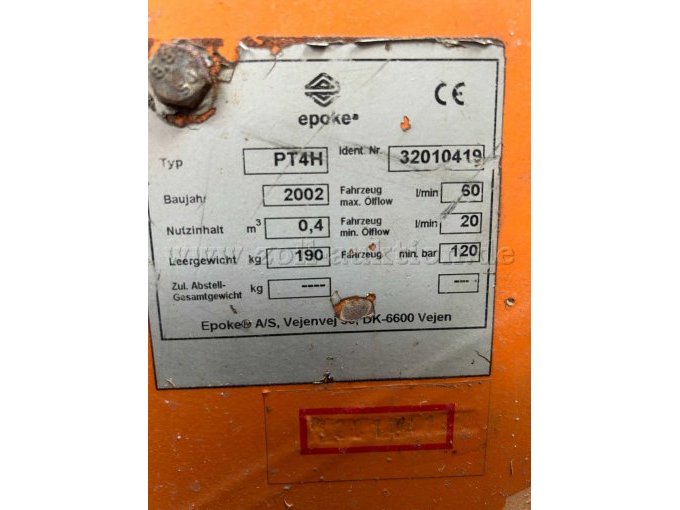 CE
epoke®
Typ PT4H Ident. Nr. 32010419
Baujahr 2002 Fahrzeug max. Ölflow l/min 60
Nutzinhalt m³ 0,4 Fahrzeug min. Ölflow l/min 20
Leergewicht kg 190 Fahrzeug min. bar 120
Zul. Abstell-Gesamtgewicht kg ---- ----
Epoke® A/S, Vejenvej DK-6600 Vejen